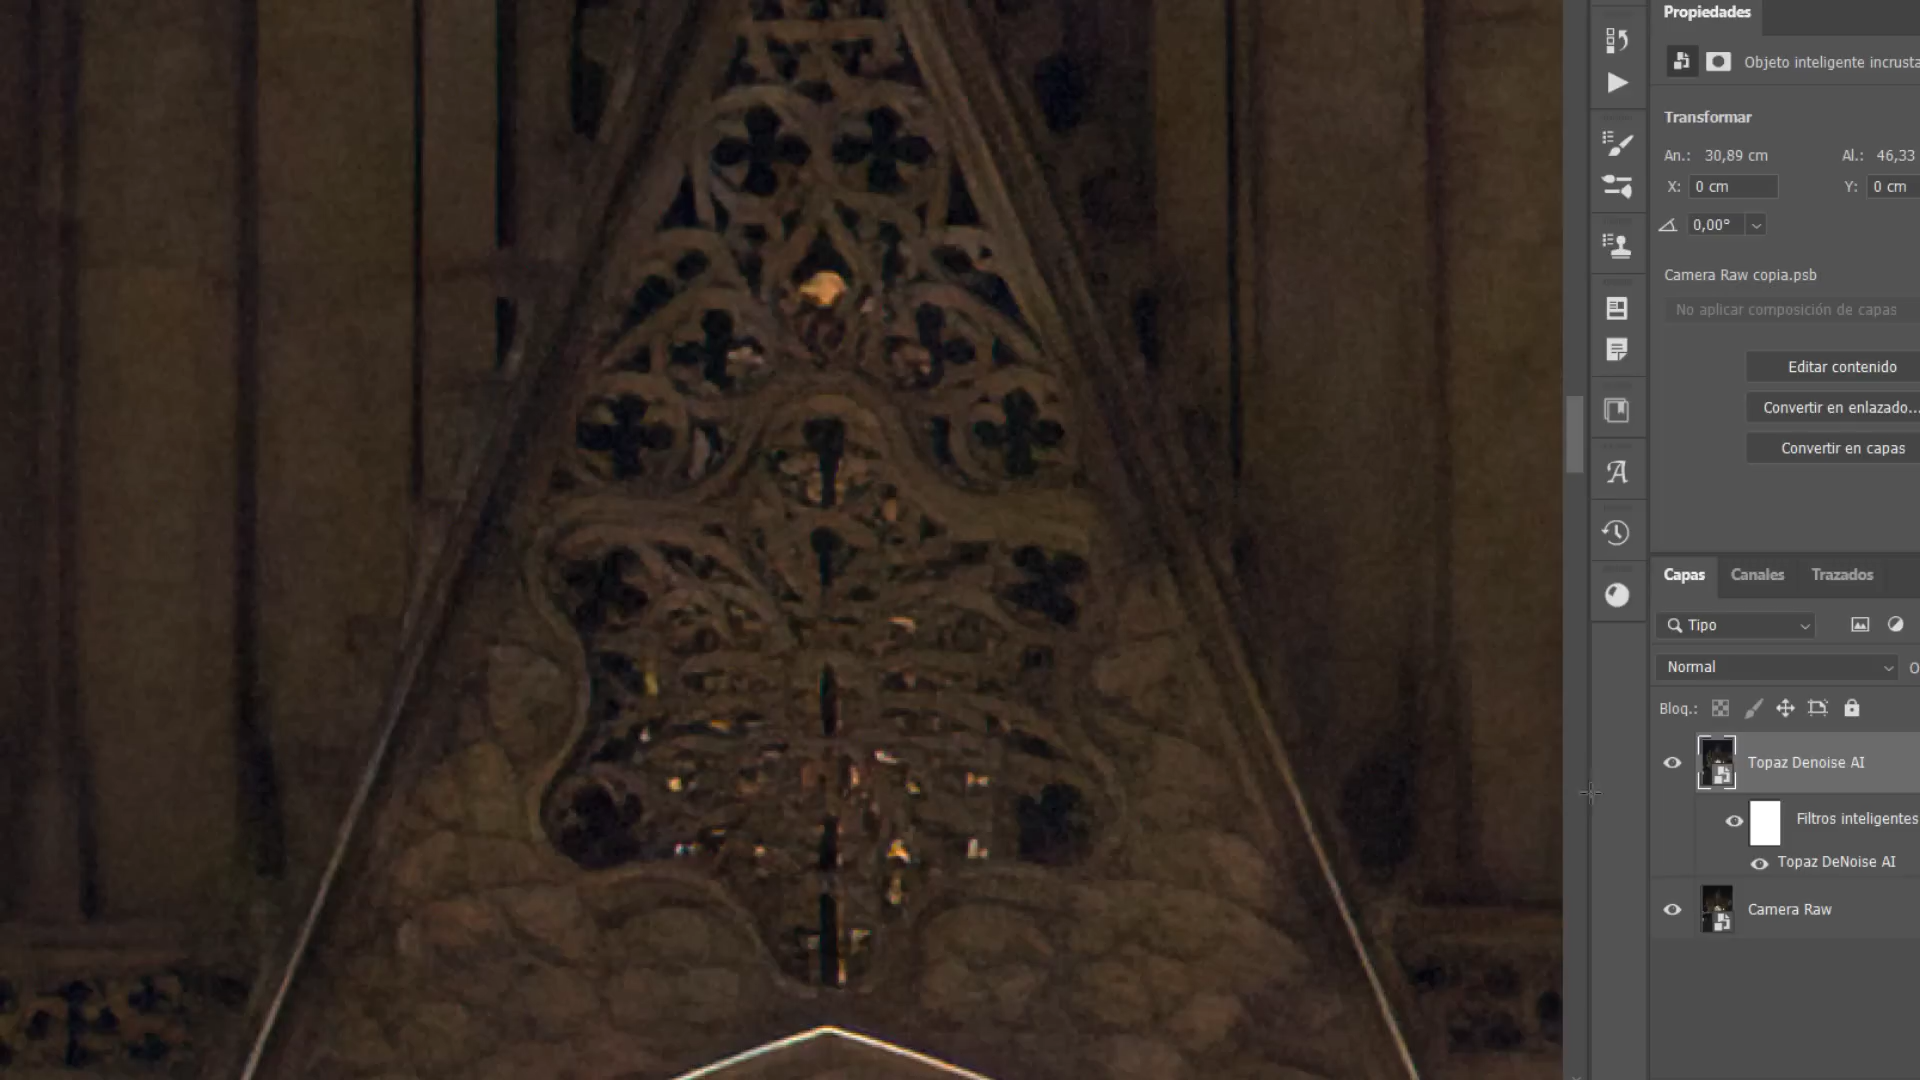 Propiedades
Objeto inteligente incrusta
Transformar
An.: 30,89 cm Al.: 46,33
X: 0 cm Y: 0 cm
0,00°
Camera Raw copia.psb
No aplicar composición de capas
Editar contenido
Convertir en enlazado...
Convertir en capas
Capas Canales Trazados
Tipo
Normal O
Bloq.:
Topaz Denoise AI
Filtros inteligentes
Topaz DeNoise AI
Camera Raw